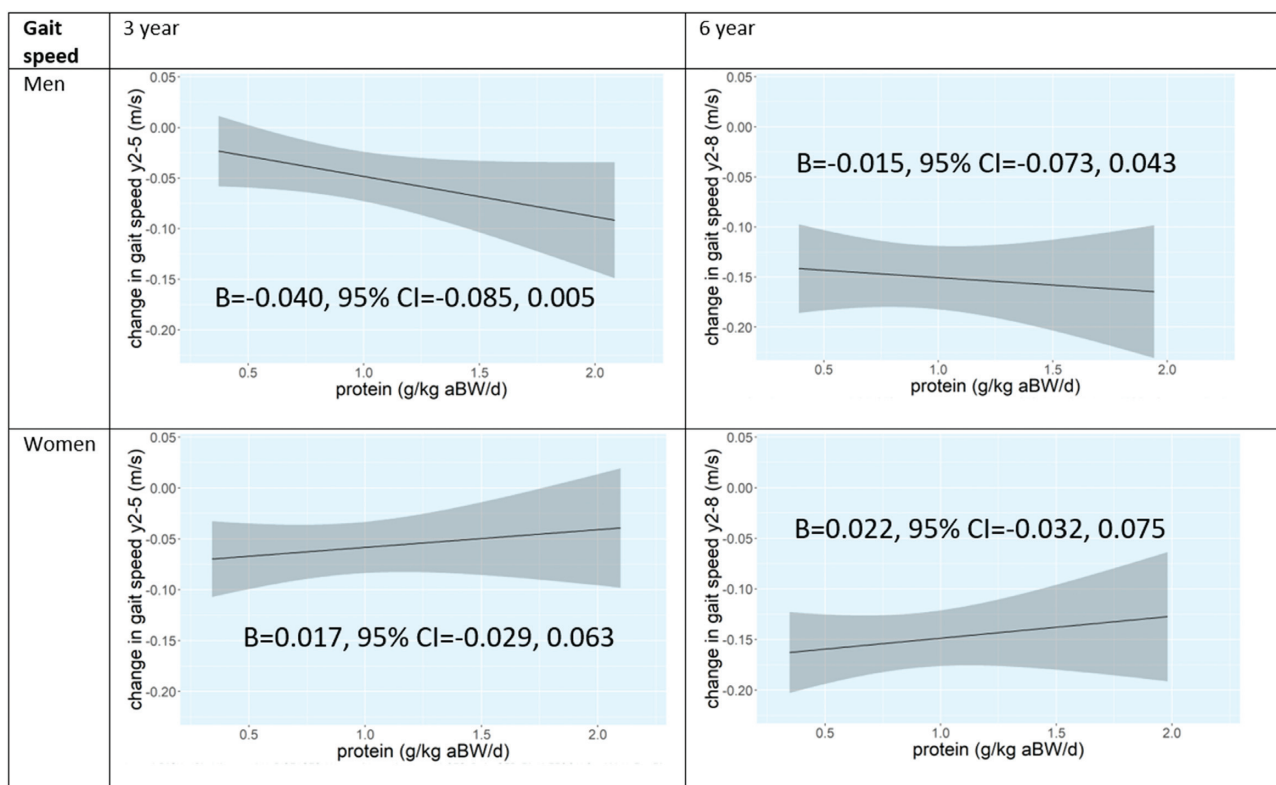 Gait speed
3 year
6 year
Men
change in gait speed y2-5 (m/s)
0.05
0.00
-0.05
-0.10
-0.15
-0.20
B=-0.040, 95% CI=-0.085, 0.005
0.5
1.0
1.5
2.0
protein (g/kg aBW/d)
change in gait speed y2-8 (m/s)
0.05
0.00
-0.05
-0.10
-0.15
-0.20
B=-0.015, 95% CI=-0.073, 0.043
0.5
1.0
1.5
2.0
protein (g/kg aBW/d)
Women
change in gait speed y2-5 (m/s)
0.05
0.00
-0.05
-0.10
-0.15
-0.20
B=0.017, 95% CI=-0.029, 0.063
0.5
1.0
1.5
2.0
protein (g/kg aBW/d)
change in gait speed y2-8 (m/s)
0.05
0.00
-0.05
-0.10
-0.15
-0.20
B=0.022, 95% CI=-0.032, 0.075
0.5
1.0
1.5
2.0
protein (g/kg aBW/d)